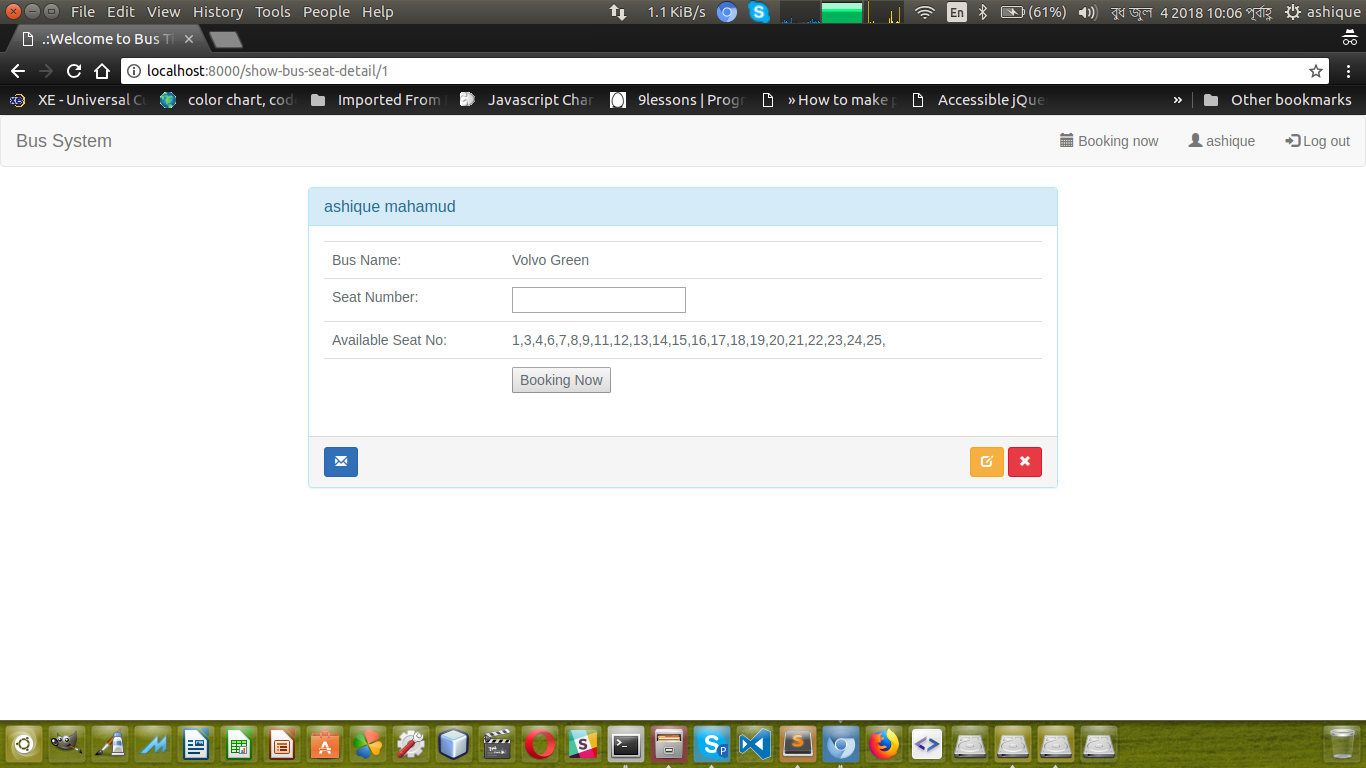 File Edit View History Tools People Help 1.1 KiB/s En (61%) বুধ জুল 4 2018 10:06 পূর্বাহ্ণ ashique
.:Welcome to Bus Ti
localhost:8000/show-bus-seat-detail/1
XE - Universal Cu color chart, cod Imported From Javascript Char 9lessons | Progr » How to make p Accessible jQue » Other bookmarks
Bus System Booking now ashique Log out
ashique mahamud
Bus Name: Volvo Green
Seat Number:
Available Seat No: 1,3,4,6,7,8,9,11,12,13,14,15,16,17,18,19,20,21,22,23,24,25,
Booking Now